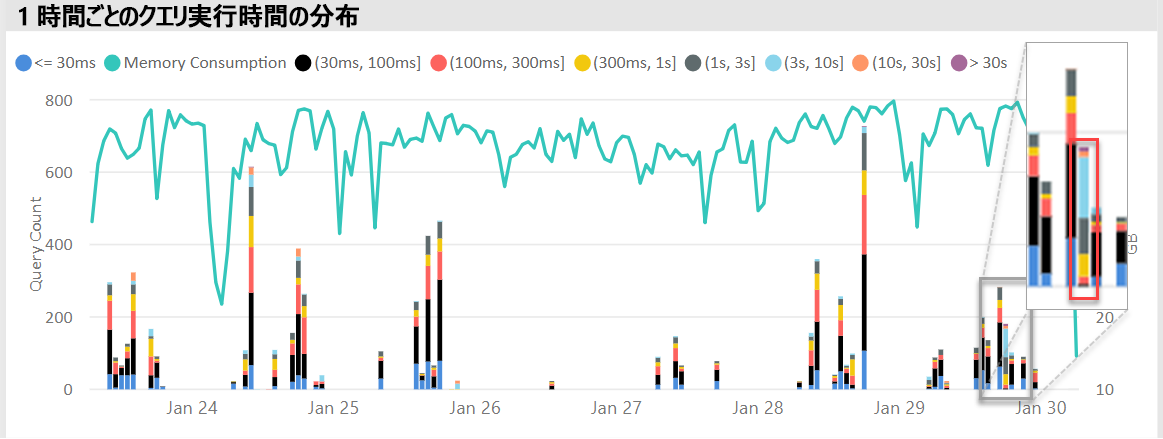 1 時間ごとのクエリ実行時間の分布
<= 30ms Memory Consumption (30ms, 100ms] (100ms, 300ms] (300ms, 1s] (1s, 3s] (3s, 10s] (10s, 30s] > 30s
800
600
400
200
0
Query Count
GB
20
10
Jan 24 Jan 25 Jan 26 Jan 27 Jan 28 Jan 29 Jan 30